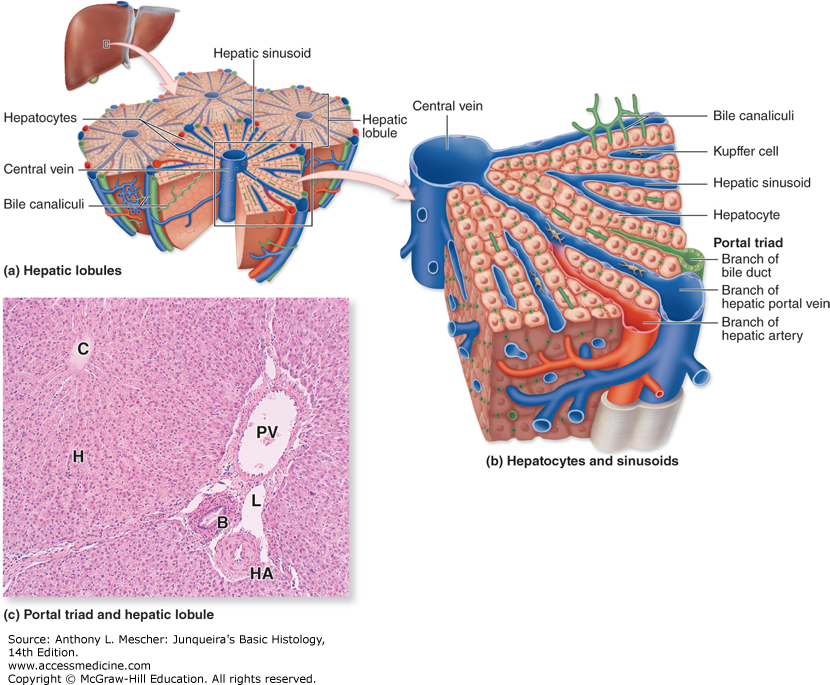 Hepatic sinusoid
Hepatocytes
Hepatic
lobule
Central vein
Bile canaliculi
(a) Hepatic lobules
Central vein
Bile canaliculi
Kupffer cell
Hepatic sinusoid
Hepatocyte
Portal triad
Branch of
bile duct
Branch of
hepatic portal vein
Branch of
hepatic artery
(b) Hepatocytes and sinusoids
C
H
PV
L
B
HA
(c) Portal triad and hepatic lobule
Source: Anthony L. Mescher: Junqueira's Basic Histology,
14th Edition.
www.accessmedicine.com
Copyright © McGraw-Hill Education. All rights reserved.